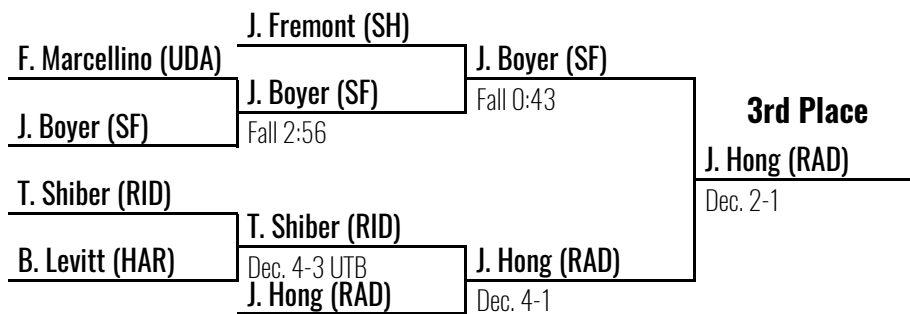 J. Fremont (SH)
F. Marcellino (UDA)
J. Boyer (SF)
J. Boyer (SF)
Fall 0:43
J. Boyer (SF)
Fall 2:56
3rd Place
J. Hong (RAD)
Dec. 2-1
T. Shiber (RID)
T. Shiber (RID)
Dec. 4-3 UTB
B. Levitt (HAR)
J. Hong (RAD)
J. Hong (RAD)
Dec. 4-1